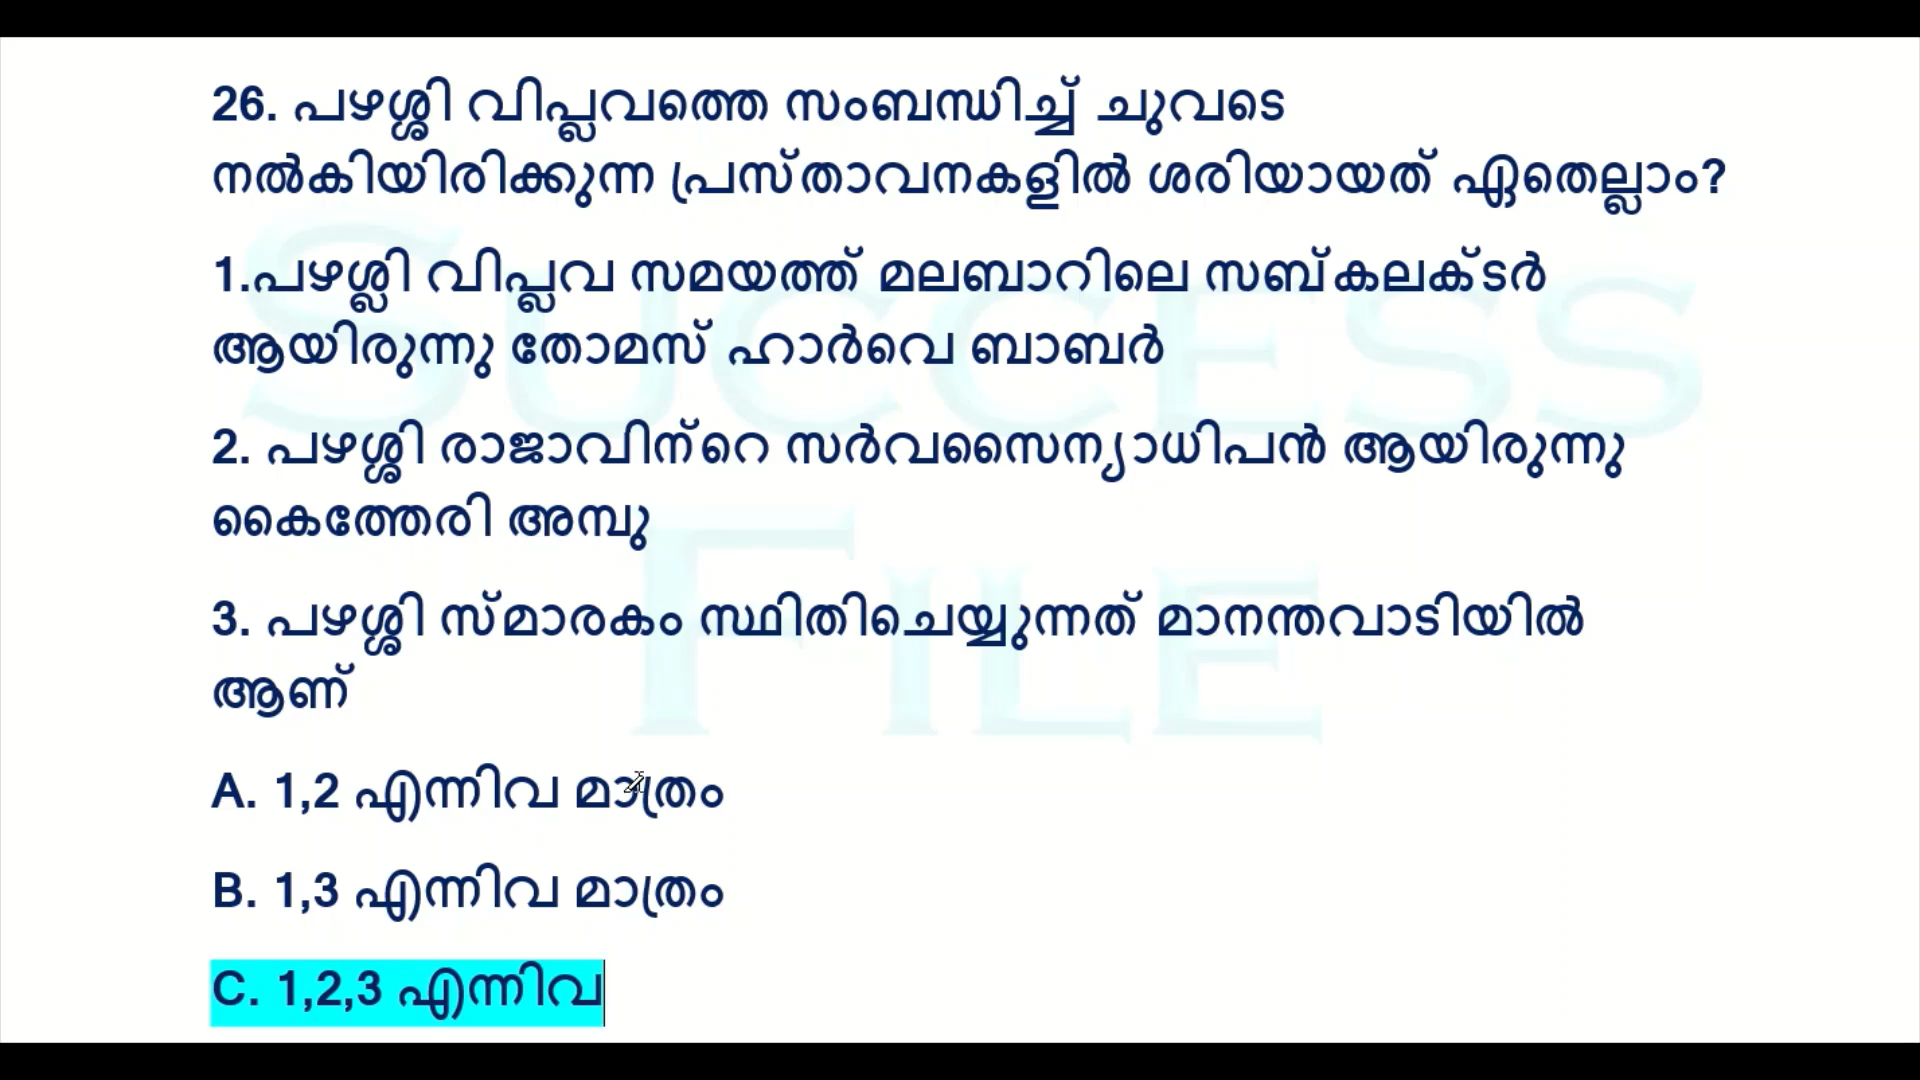 26. പഴശ്ശി വിപ്ലവത്തെ സംബന്ധിച്ച് ചുവടെ
നൽകിയിരിക്കുന്ന പ്രസ്താവനകളിൽ ശരിയായത് ഏതെല്ലാം?
1.പഴശ്ലി വിപ്ലവ സമയത്ത് മലബാറിലെ സബ്കലക്ടർ
ആയിരുന്നു തോമസ് ഹാർവെ ബാബർ
2. പഴശ്ശി രാജാവിന്റെ സർവസൈന്യാധിപൻ ആയിരുന്നു
കൈത്തേരി അമ്പു
3. പഴശ്ശി സ്മാരകം സ്ഥിതിചെയ്യുന്നത് മാനന്തവാടിയിൽ
ആണ്
A. 1,2 എന്നിവ മാത്രം
B. 1,3 എന്നിവ മാത്രം
C. 1,2,3 എന്നിവ
SUCCESS
FILE